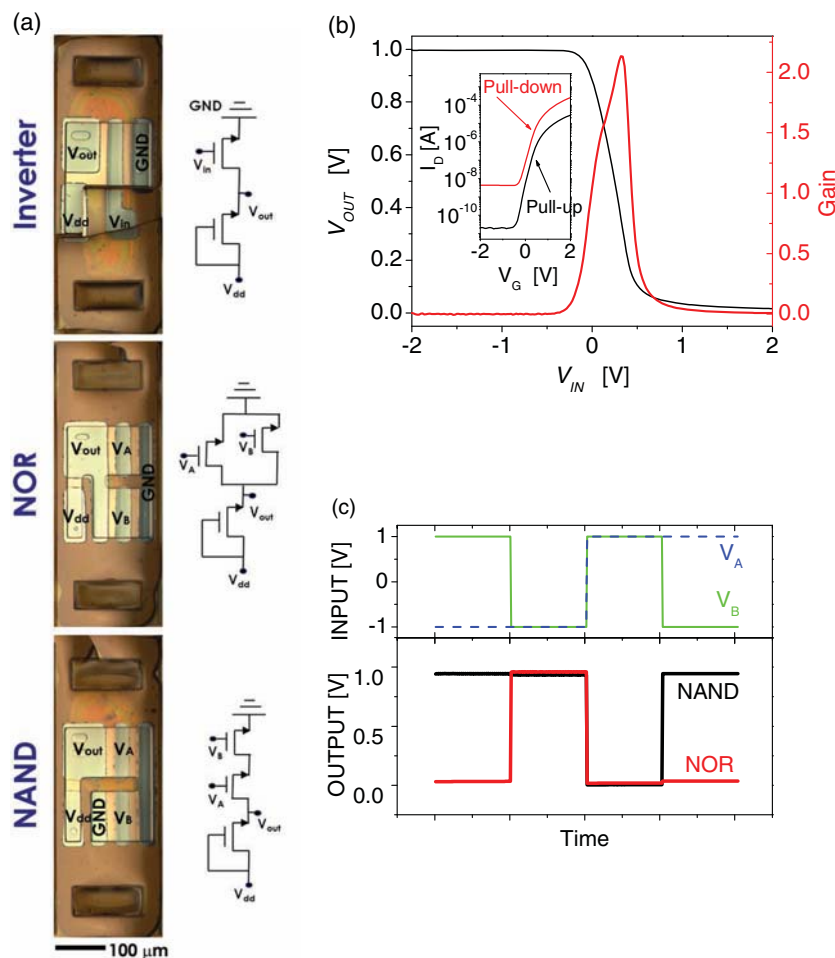 (a)
Inverter
Vout
GND
Vdd
Vin
GND
Vin
Vout
Vdd
NOR
Vout
VA
GND
Vdd
VB
VA
VB
Vout
Vdd
NAND
Vout
VA
Vdd
GND
VB
VB
VA
Vout
Vdd
100 μm
(b)
VOUT [V]
1.0
0.8
0.6
0.4
0.2
0.0
-2
-1
0
1
2
VIN [V]
2.0
1.5
1.0
0.5
0.0
Gain
ID [A]
10-4
10-6
10-8
10-10
Pull-down
Pull-up
-2
0
2
VG [V]
(c)
INPUT [V]
1
0
-1
VA
VB
OUTPUT [V]
1.0
0.5
0.0
NAND
NOR
Time